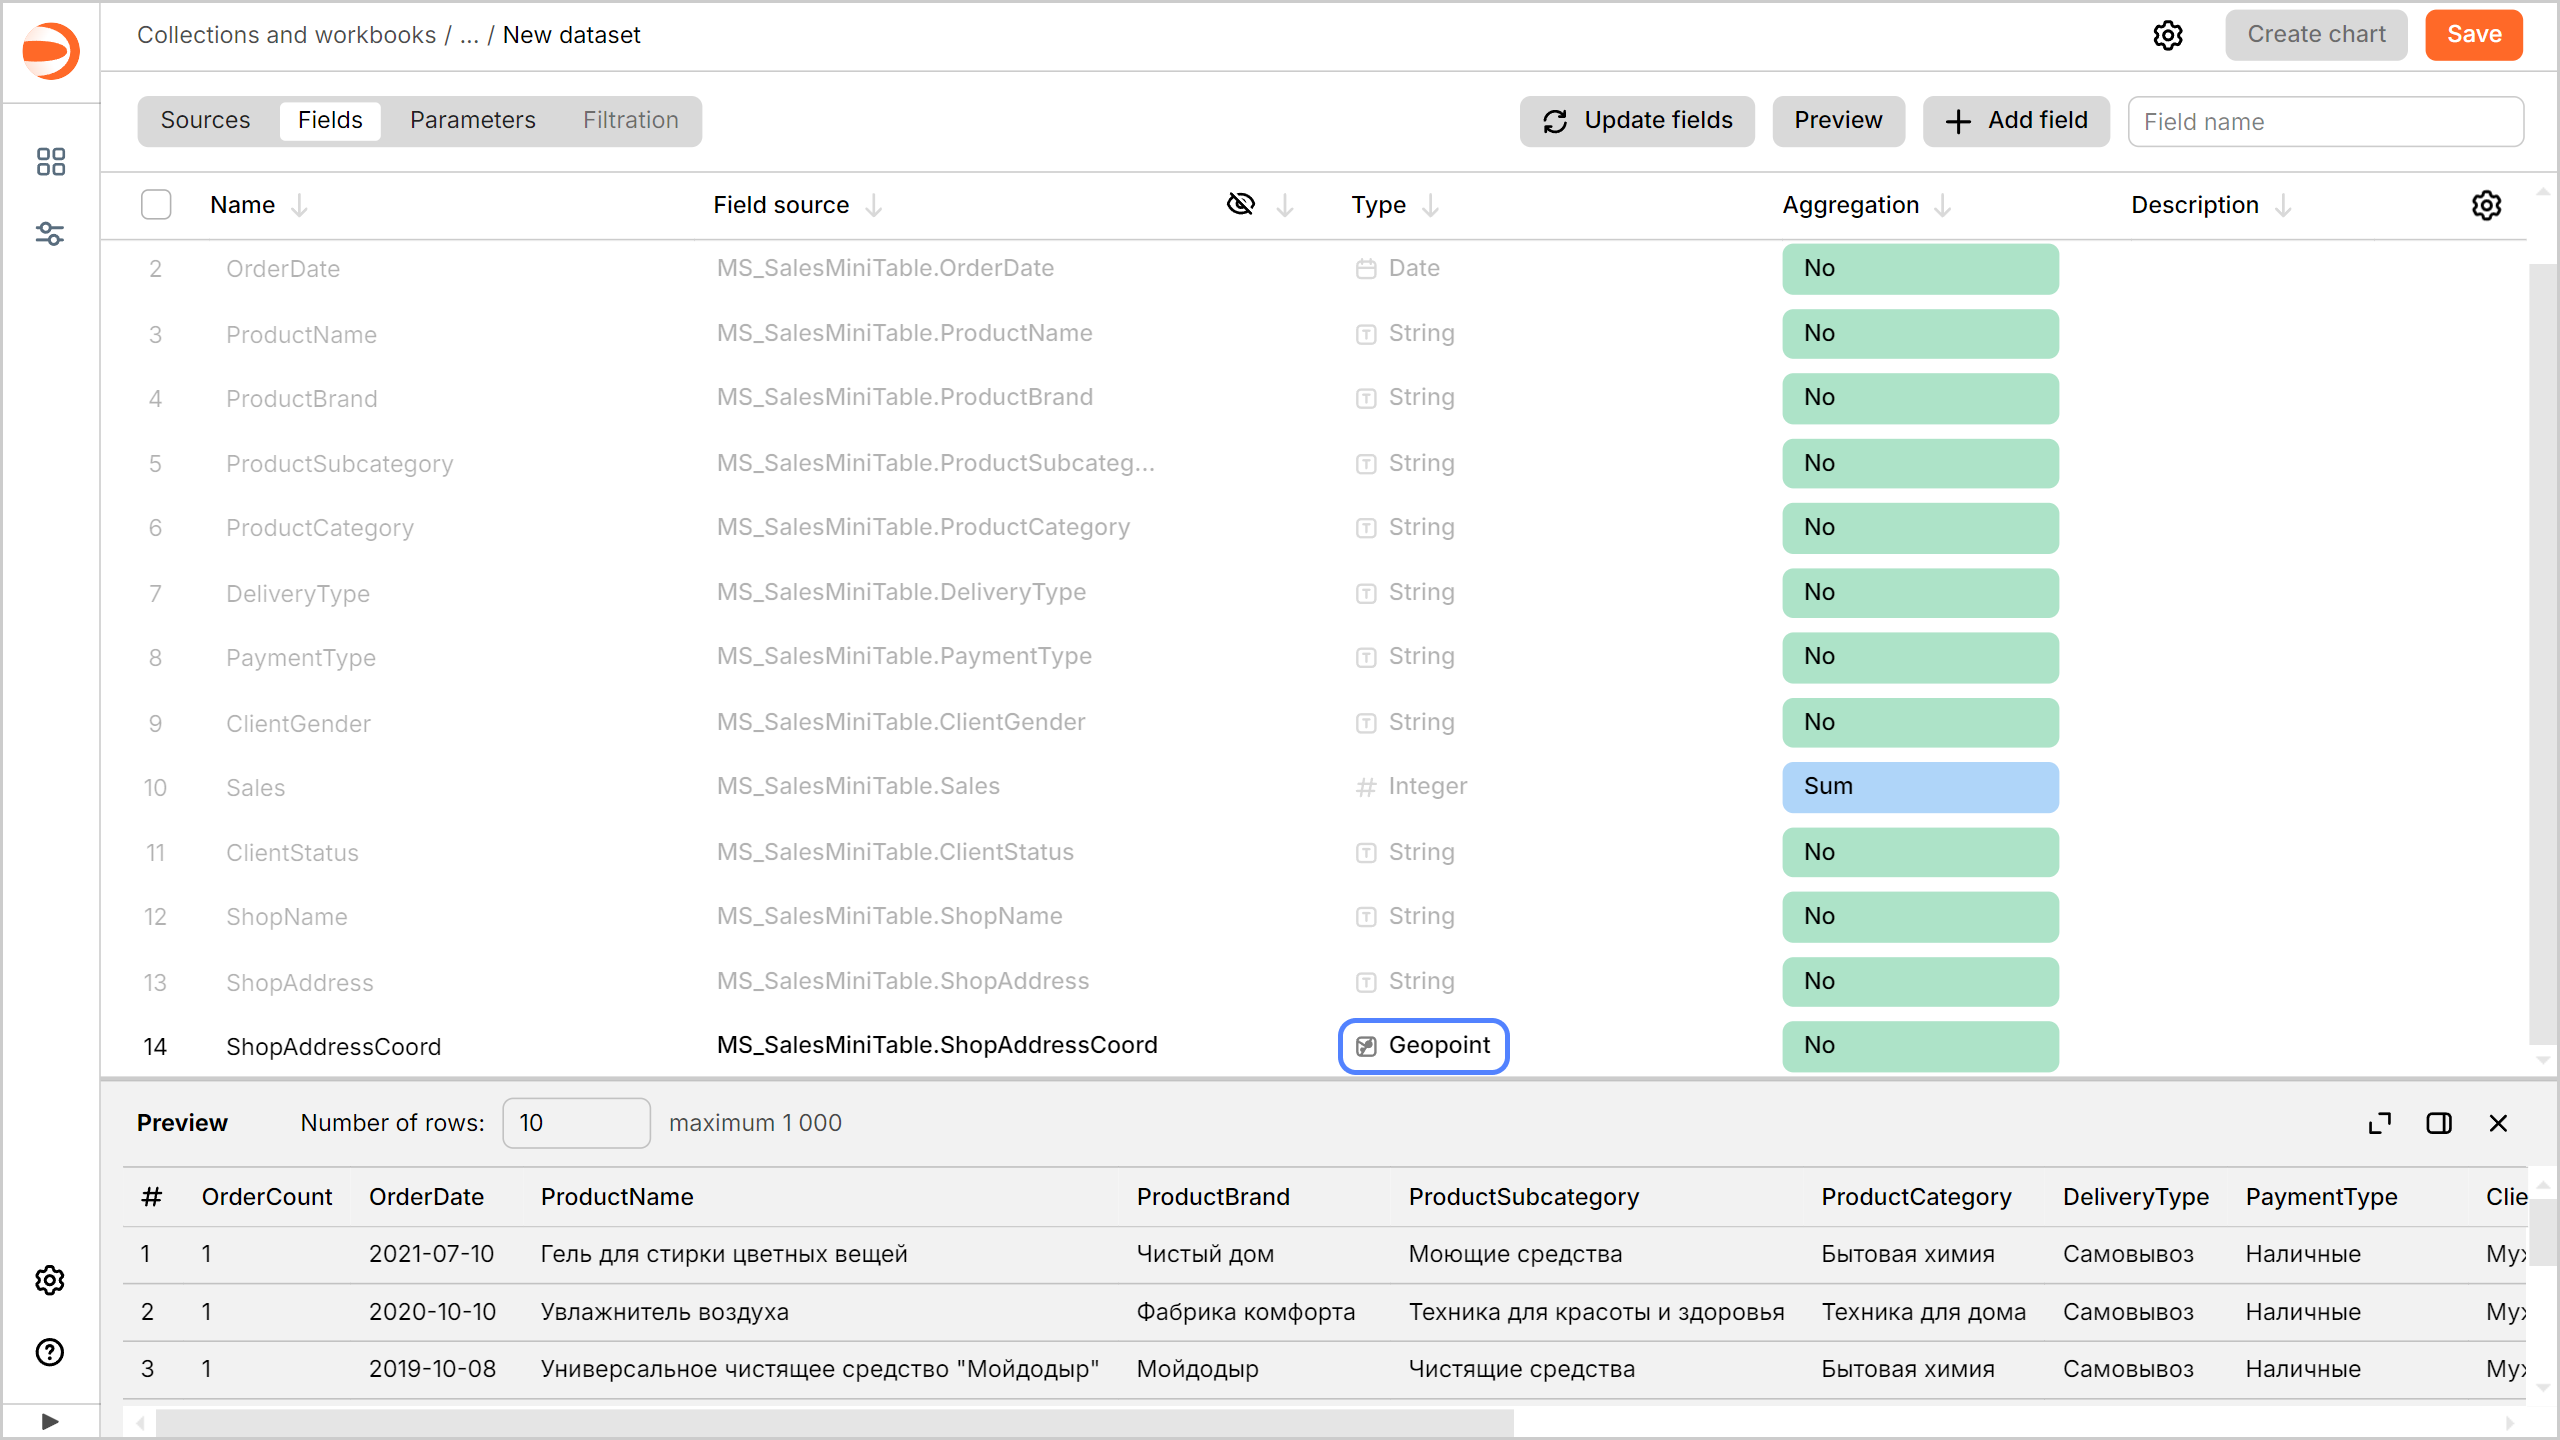 Collections and workbooks / ... / New dataset
Create chart
Save
Sources Fields Parameters Filtration
Update fields
Preview
Add field
Field name
Name Field source Type Aggregation Description
2 OrderDate MS_SalesMiniTable.OrderDate Date No
3 ProductName MS_SalesMiniTable.ProductName String No
4 ProductBrand MS_SalesMiniTable.ProductBrand String No
5 ProductSubcategory MS_SalesMiniTable.ProductSubcateg... String No
6 ProductCategory MS_SalesMiniTable.ProductCategory String No
7 DeliveryType MS_SalesMiniTable.DeliveryType String No
8 PaymentType MS_SalesMiniTable.PaymentType String No
9 ClientGender MS_SalesMiniTable.ClientGender String No
10 Sales MS_SalesMiniTable.Sales # Integer Sum
11 ClientStatus MS_SalesMiniTable.ClientStatus String No
12 ShopName MS_SalesMiniTable.ShopName String No
13 ShopAddress MS_SalesMiniTable.ShopAddress String No
14 ShopAddressCoord MS_SalesMiniTable.ShopAddressCoord Geopoint No
Preview Number of rows: 10 maximum 1 000
# OrderCount OrderDate ProductName ProductBrand ProductSubcategory ProductCategory DeliveryType PaymentType Clie
1 1 2021-07-10 Гель для стирки цветных вещей Чистый дом Моющие средства Бытовая химия Самовывоз Наличные Му
2 1 2020-10-10 Увлажнитель воздуха Фабрика комфорта Техника для красоты и здоровья Техника для дома Самовывоз Наличные Му
3 1 2019-10-08 Универсальное чистящее средство "Мойдодыр" Мойдодыр Чистящие средства Бытовая химия Самовывоз Наличные Му